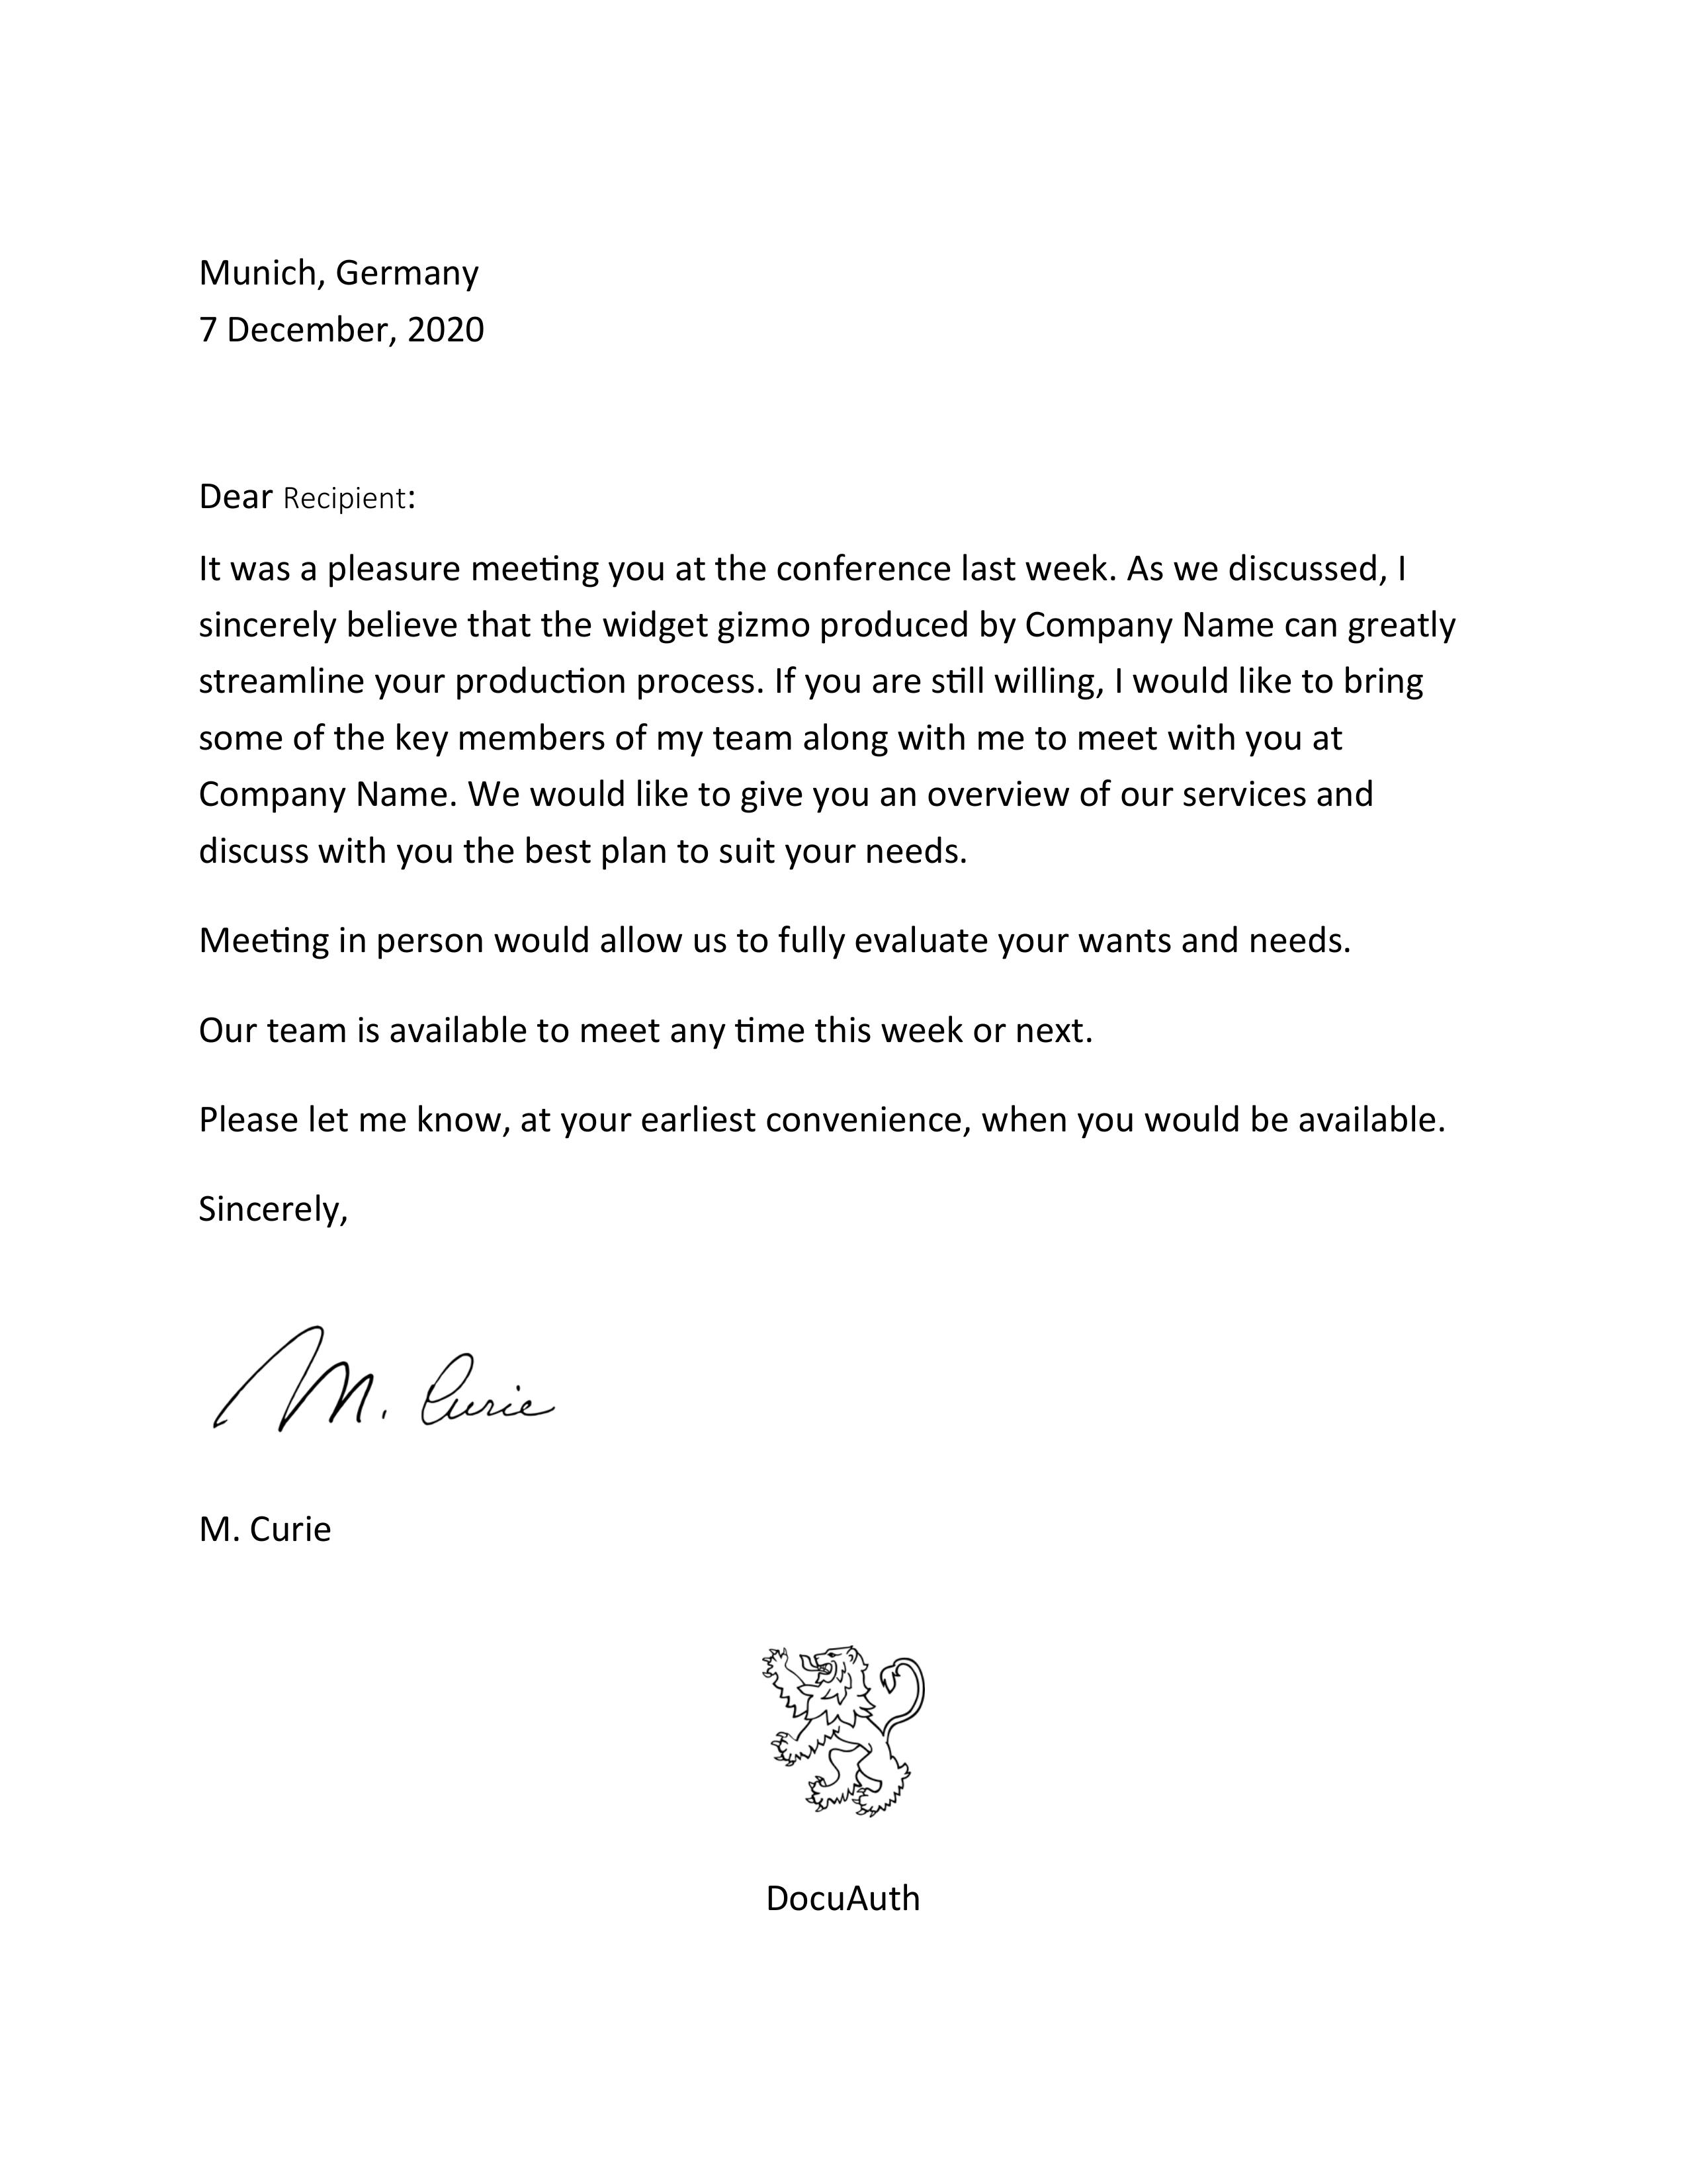 Munich, Germany
7 December, 2020
Dear Recipient:
It was a pleasure meeting you at the conference last week. As we discussed, I
sincerely believe that the widget gizmo produced by Company Name can greatly
streamline your production process. If you are still willing, I would like to bring
some of the key members of my team along with me to meet with you at
Company Name. We would like to give you an overview of our services and
discuss with you the best plan to suit your needs.
Meeting in person would allow us to fully evaluate your wants and needs.
Our team is available to meet any time this week or next.
Please let me know, at your earliest convenience, when you would be available.
Sincerely,
M. Curie
M. Curie
DocuAuth